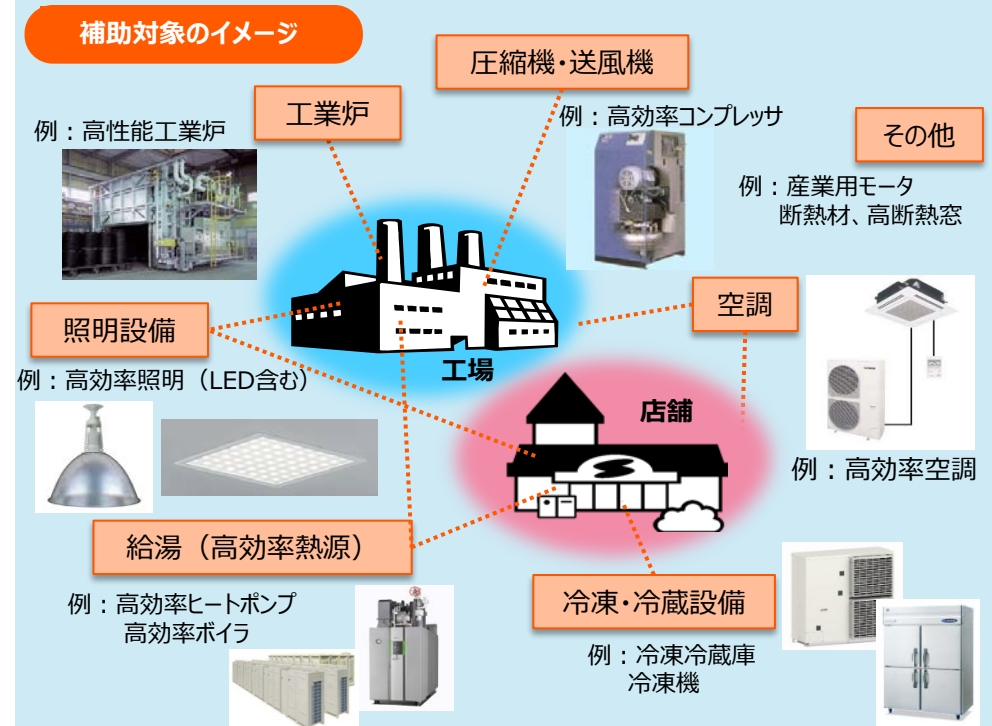 補助対象のイメージ
圧縮機・送風機
工業炉
例：高効率コンプレッサ
その他
例：高性能工業炉
例：産業用モータ
断熱材、高断熱窓
空調
照明設備
工場
例：高効率照明（LED含む）
店舗
例：高効率空調
給湯（高効率熱源）
冷凍・冷蔵設備
例：高効率ヒートポンプ
高効率ボイラ
例：冷凍冷蔵庫
冷凍機